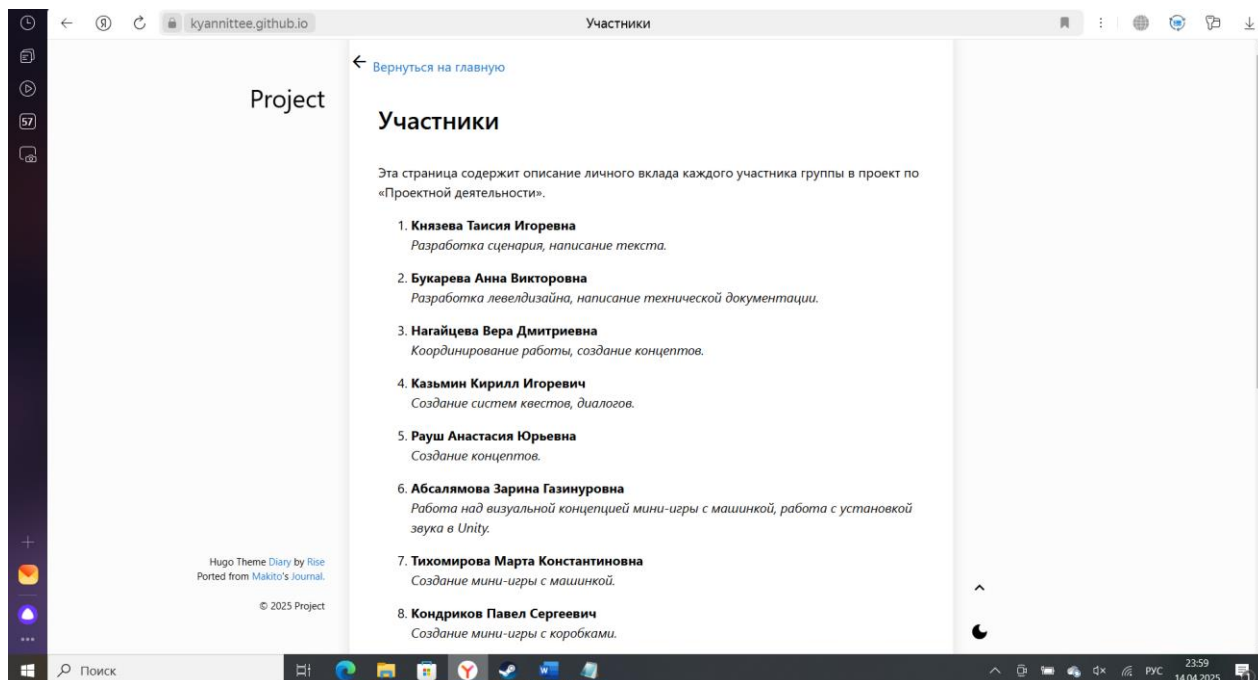 kyannittee.github.io
Участники
57
Вернуться на главную
Project
Участники
Эта страница содержит описание личного вклада каждого участника группы в проект по
«Проектной деятельности».
1. Князева Таисия Игоревна
Разработка сценария, написание текста.
2. Букарева Анна Викторовна
Разработка левелдизайна, написание технической документации.
3. Нагайцева Вера Дмитриевна
Координирование работы, создание концептов.
4. Казьмин Кирилл Игоревич
Создание систем квестов, диалогов.
5. Рауш Анастасия Юрьевна
Создание концептов.
6. Абсалямова Зарина Газинуровна
Работа над визуальной концепцией мини-игры с машинкой, работа с установкой
звука в Unity.
7. Тихомирова Марта Константиновна
Создание мини-игры с машинкой.
8. Кондриков Павел Сергеевич
Создание мини-игры с коробками.
Hugo Theme Diary by Rise
Ported from Makito's Journal.
© 2025 Project
Поиск
РУС
23:59
14.04.2025